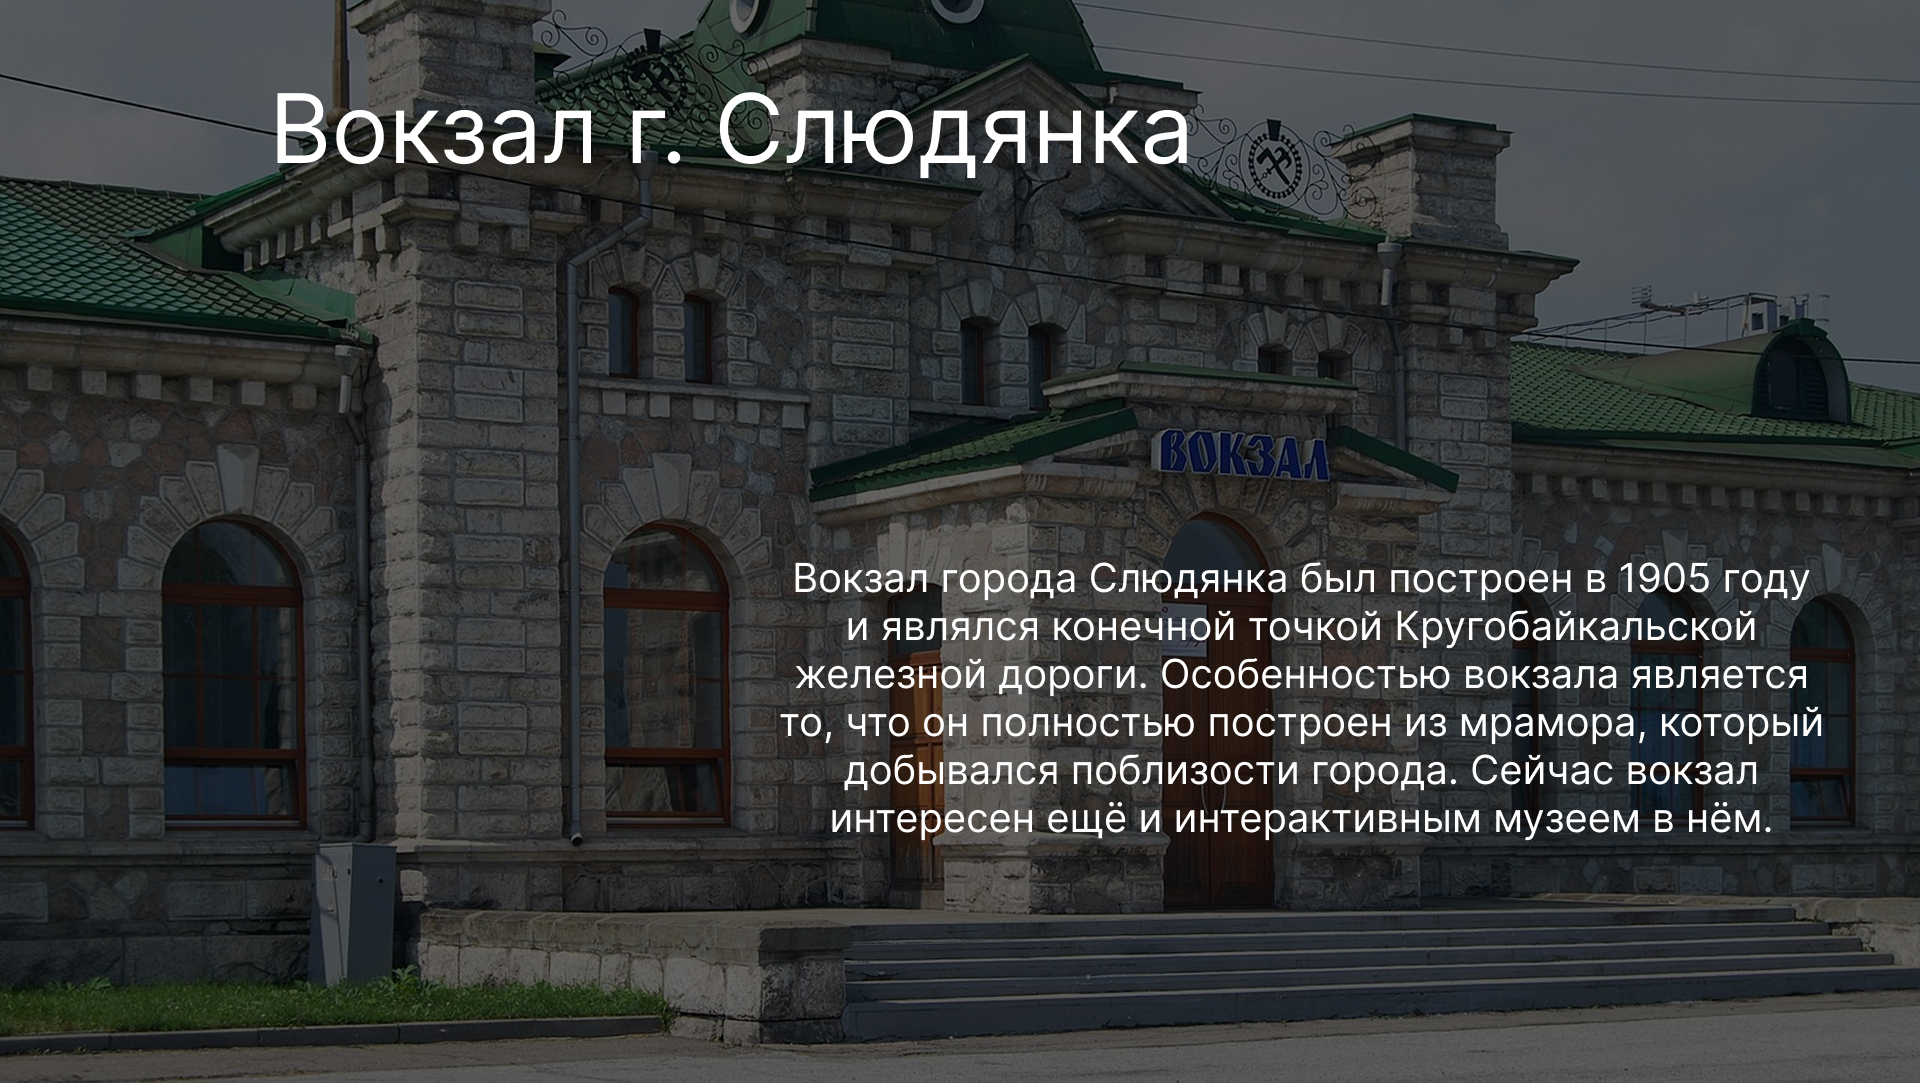 Вокзал г. Слюдянка
ВОКЗАЛ
Вокзал города Слюдянка был построен в 1905 году
и являлся конечной точкой Кругобайкальской
железной дороги. Особенностью вокзала является
то, что он полностью построен из мрамора, который
добывался поблизости города. Сейчас вокзал
интересен ещё и интерактивным музеем в нём.